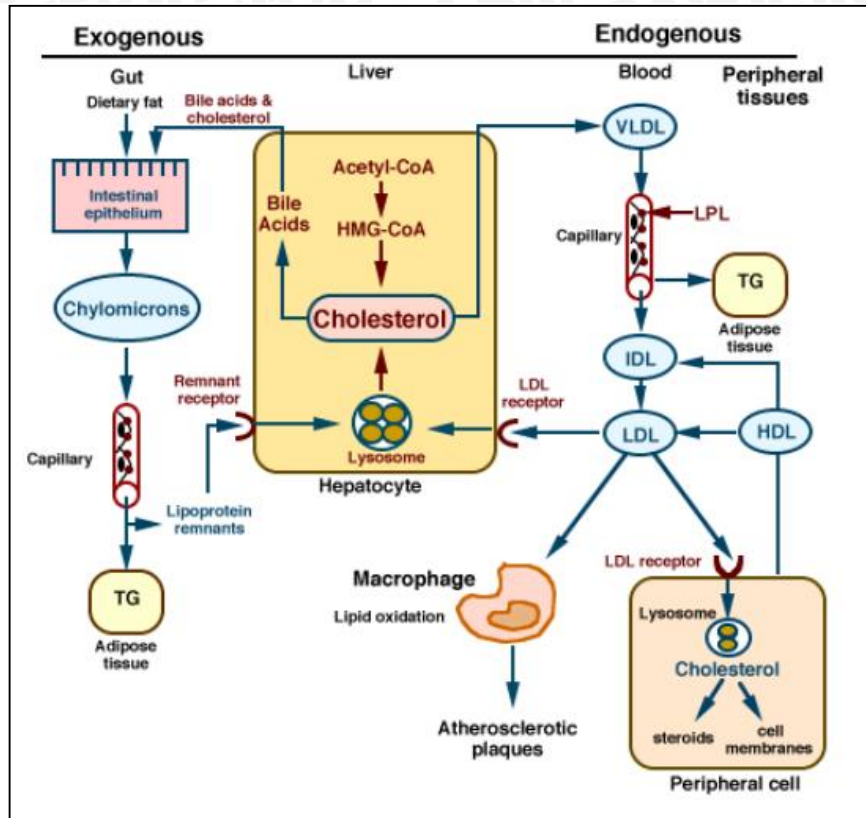 Exogenous
Endogenous
Gut
Liver
Blood
Peripheral
tissues
Dietary fat
Bile acids &
cholesterol
VLDL
Intestinal
epithelium
Bile
Acids
Acetyl-CoA
HMG-CoA
LPL
Capillary
TG
Adipose
tissue
Chylomicrons
Cholesterol
IDL
Remnant
receptor
LDL
receptor
LDL
HDL
Lysosome
Capillary
Hepatocyte
Lipoprotein
remnants
TG
Adipose
tissue
Macrophage
Lipid oxidation
Atherosclerotic
plaques
LDL receptor
Lysosome
Cholesterol
steroids
cell
membranes
Peripheral cell